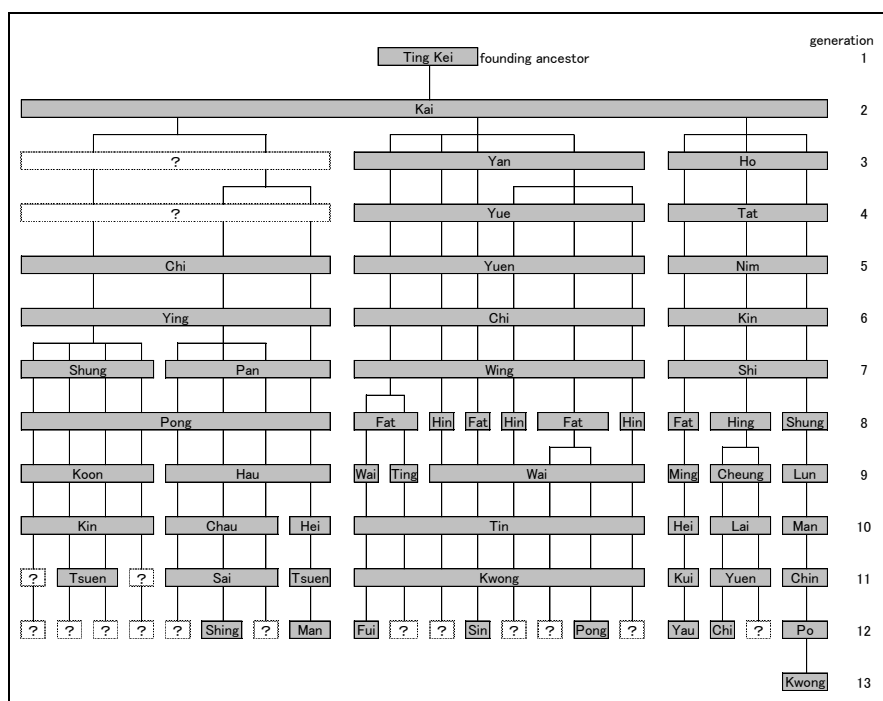 generation
Ting Kei founding ancestor 1
Kai 2
? Yan Ho 3
? Yue Tat 4
Chi Yuen Nim 5
Ying Chi Kin 6
Shung Pan Wing Shi 7
Pong Fat Hin Fat Hin Fat Hin Fat Hing Shung 8
Koon Hau Wai Ting Wai Ming Cheung Lun 9
Kin Chau Hei Tin Hei Lai Man 10
? Tsuen ? Sai Tsuen Kwong Kui Yuen Chin 11
? ? ? ? ? Shing ? Man Fui ? ? Sin ? ? Pong ? Yau Chi ? Po 12
Kwong 13